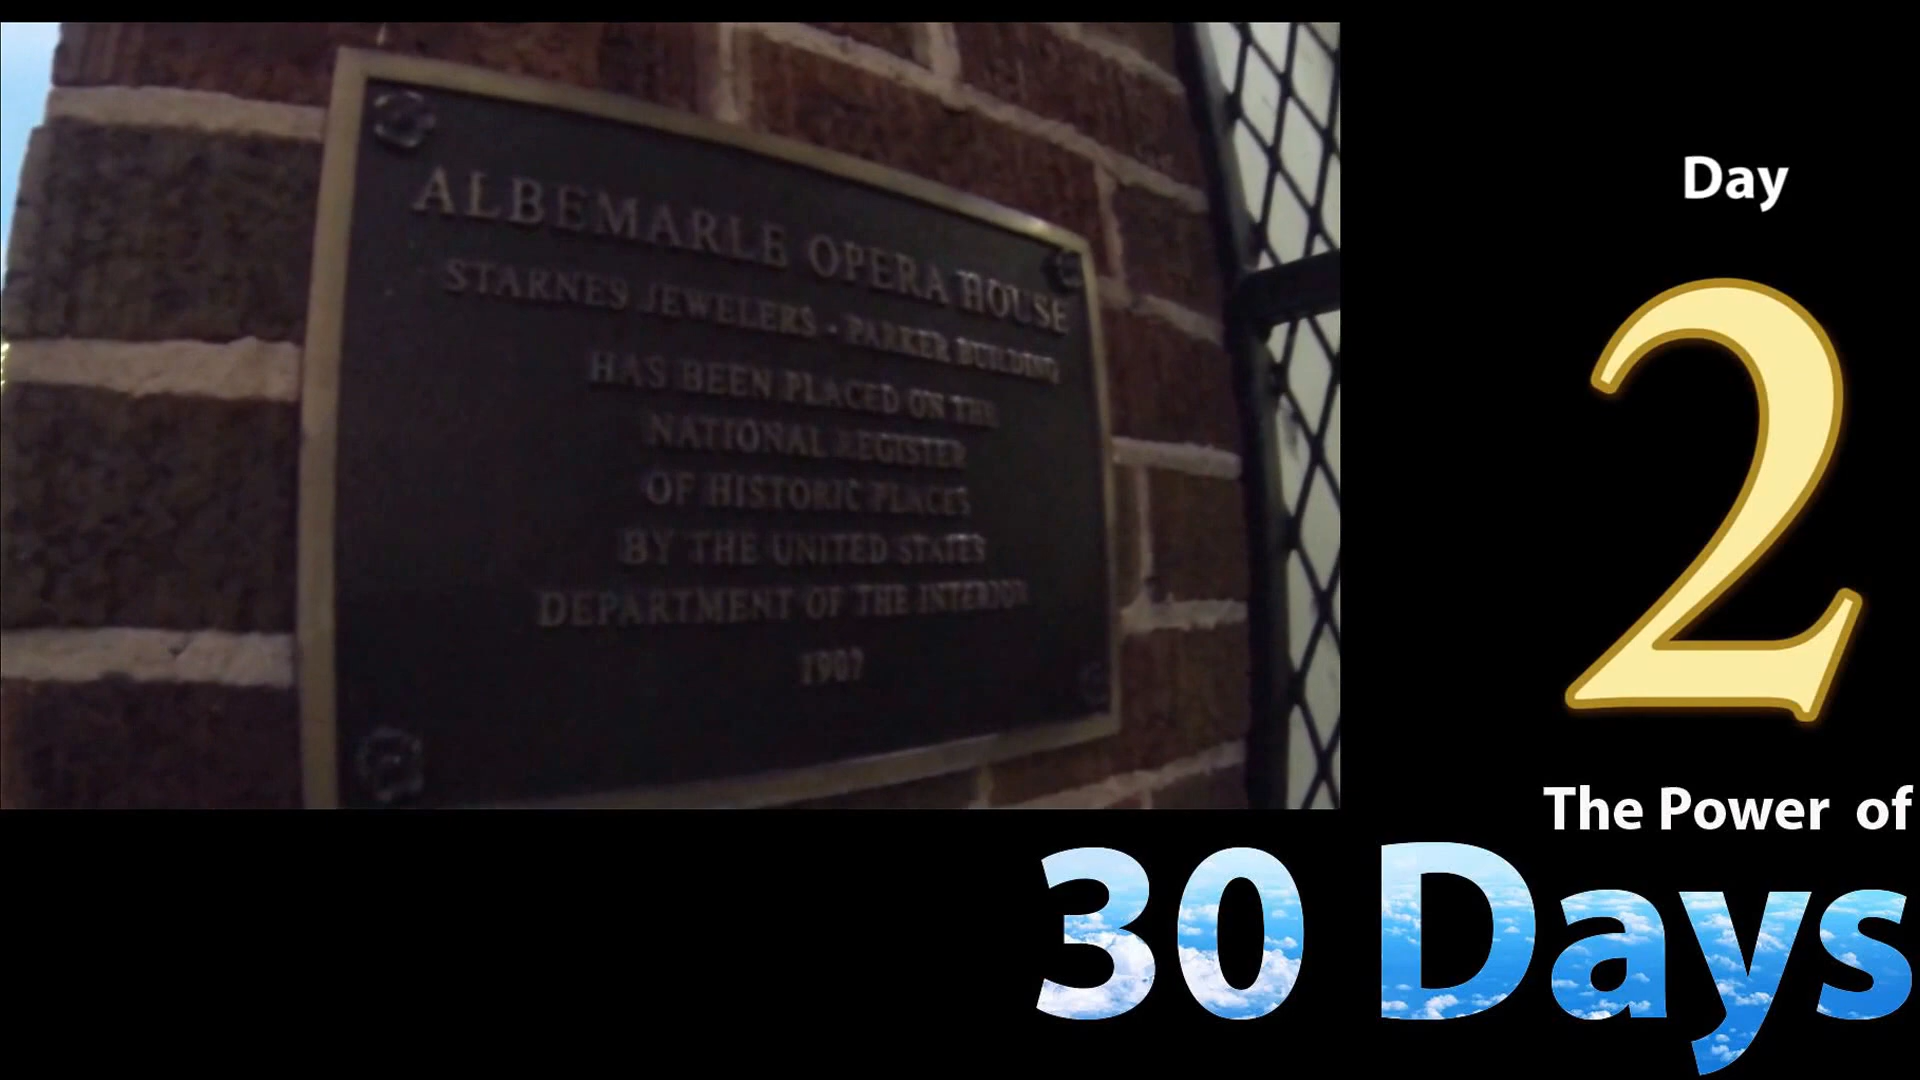 ALBEMARLE OPERA HOUSE
STARNES JEWELERS - PARKER BUILDING
HAS BEEN PLACED ON THE
NATIONAL REGISTER
OF HISTORIC PLACES
BY THE UNITED STATES
DEPARTMENT OF THE INTERIOR
1907
Day
2
The Power of
30 Days